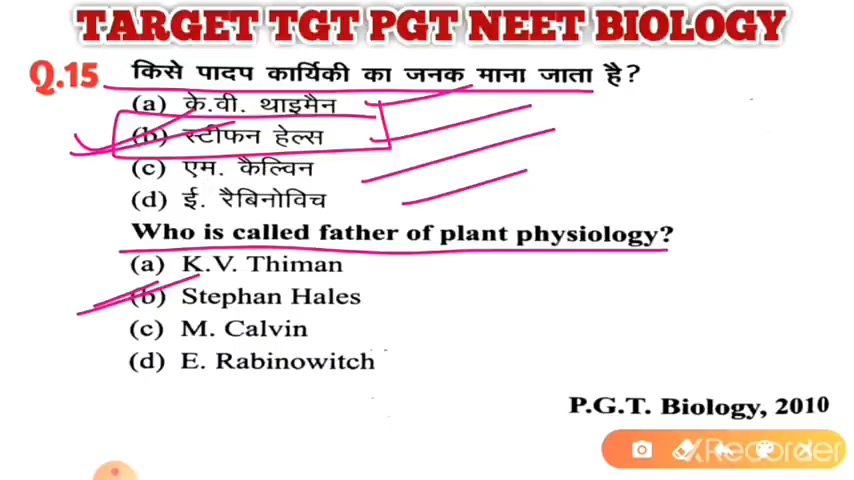 TARGET TGT PGT NEET BIOLOGY
Q.15 किसे पादप कार्यिकी का जनक माना जाता है?
(a) के.वी. थाइमैन
(b) स्टीफन हेल्स
(c) एम. कैल्विन
(d) ई. रैबिनोविच
Who is called father of plant physiology?
(a) K.V. Thiman
(b) Stephan Hales
(c) M. Calvin
(d) E. Rabinowitch
P.G.T. Biology, 2010
XRecorder